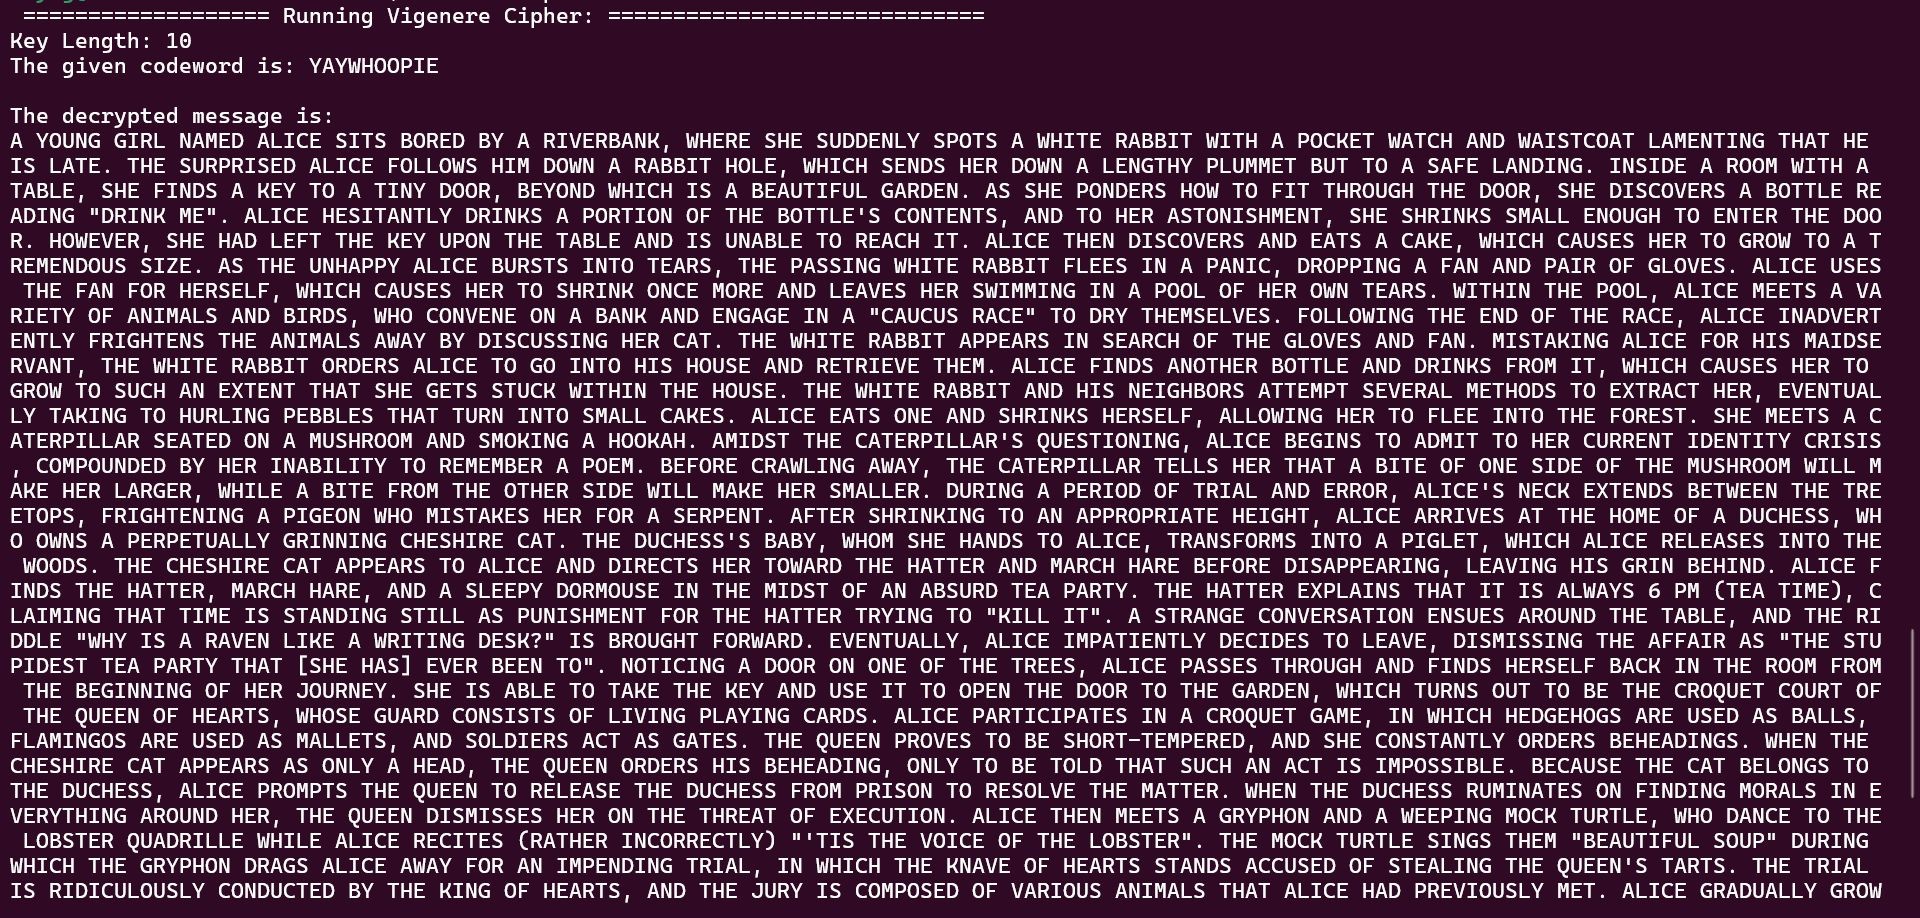 =================== Running Vigenere Cipher: =============================
Key Length: 10
The given codeword is: YAYWHOOPIE
The decrypted message is:
A YOUNG GIRL NAMED ALICE SITS BORED BY A RIVERBANK, WHERE SHE SUDDENLY SPOTS A WHITE RABBIT WITH A POCKET WATCH AND WAISTCOAT LAMENTING THAT HE
IS LATE. THE SURPRISED ALICE FOLLOWS HIM DOWN A RABBIT HOLE, WHICH SENDS HER DOWN A LENGTHY PLUMMET BUT TO A SAFE LANDING. INSIDE A ROOM WITH A
TABLE, SHE FINDS A KEY TO A TINY DOOR, BEYOND WHICH IS A BEAUTIFUL GARDEN. AS SHE PONDERS HOW TO FIT THROUGH THE DOOR, SHE DISCOVERS A BOTTLE RE
ADING "DRINK ME". ALICE HESITANTLY DRINKS A PORTION OF THE BOTTLE'S CONTENTS, AND TO HER ASTONISHMENT, SHE SHRINKS SMALL ENOUGH TO ENTER THE DOO
R. HOWEVER, SHE HAD LEFT THE KEY UPON THE TABLE AND IS UNABLE TO REACH IT. ALICE THEN DISCOVERS AND EATS A CAKE, WHICH CAUSES HER TO GROW TO A T
REMENDOUS SIZE. AS THE UNHAPPY ALICE BURSTS INTO TEARS, THE PASSING WHITE RABBIT FLEES IN A PANIC, DROPPING A FAN AND PAIR OF GLOVES. ALICE USES
THE FAN FOR HERSELF, WHICH CAUSES HER TO SHRINK ONCE MORE AND LEAVES HER SWIMMING IN A POOL OF HER OWN TEARS. WITHIN THE POOL, ALICE MEETS A VA
RIETY OF ANIMALS AND BIRDS, WHO CONVENE ON A BANK AND ENGAGE IN A "CAUCUS RACE" TO DRY THEMSELVES. FOLLOWING THE END OF THE RACE, ALICE INADVERT
ENTLY FRIGHTENS THE ANIMALS AWAY BY DISCUSSING HER CAT. THE WHITE RABBIT APPEARS IN SEARCH OF THE GLOVES AND FAN. MISTAKING ALICE FOR HIS MAIDSE
RVANT, THE WHITE RABBIT ORDERS ALICE TO GO INTO HIS HOUSE AND RETRIEVE THEM. ALICE FINDS ANOTHER BOTTLE AND DRINKS FROM IT, WHICH CAUSES HER TO
GROW TO SUCH AN EXTENT THAT SHE GETS STUCK WITHIN THE HOUSE. THE WHITE RABBIT AND HIS NEIGHBORS ATTEMPT SEVERAL METHODS TO EXTRACT HER, EVENTUAL
LY TAKING TO HURLING PEBBLES THAT TURN INTO SMALL CAKES. ALICE EATS ONE AND SHRINKS HERSELF, ALLOWING HER TO FLEE INTO THE FOREST. SHE MEETS A C
ATERPILLAR SEATED ON A MUSHROOM AND SMOKING A HOOKAH. AMIDST THE CATERPILLAR'S QUESTIONING, ALICE BEGINS TO ADMIT TO HER CURRENT IDENTITY CRISIS
, COMPOUNDED BY HER INABILITY TO REMEMBER A POEM. BEFORE CRAWLING AWAY, THE CATERPILLAR TELLS HER THAT A BITE OF ONE SIDE OF THE MUSHROOM WILL M
AKE HER LARGER, WHILE A BITE FROM THE OTHER SIDE WILL MAKE HER SMALLER. DURING A PERIOD OF TRIAL AND ERROR, ALICE'S NECK EXTENDS BETWEEN THE TRE
ETOPS, FRIGHTENING A PIGEON WHO MISTAKES HER FOR A SERPENT. AFTER SHRINKING TO AN APPROPRIATE HEIGHT, ALICE ARRIVES AT THE HOME OF A DUCHESS, WH
O OWNS A PERPETUALLY GRINNING CHESHIRE CAT. THE DUCHESS'S BABY, WHOM SHE HANDS TO ALICE, TRANSFORMS INTO A PIGLET, WHICH ALICE RELEASES INTO THE
WOODS. THE CHESHIRE CAT APPEARS TO ALICE AND DIRECTS HER TOWARD THE HATTER AND MARCH HARE BEFORE DISAPPEARING, LEAVING HIS GRIN BEHIND. ALICE F
INDS THE HATTER, MARCH HARE, AND A SLEEPY DORMOUSE IN THE MIDST OF AN ABSURD TEA PARTY. THE HATTER EXPLAINS THAT IT IS ALWAYS 6 PM (TEA TIME), C
LAIMING THAT TIME IS STANDING STILL AS PUNISHMENT FOR THE HATTER TRYING TO "KILL IT". A STRANGE CONVERSATION ENSUES AROUND THE TABLE, AND THE RI
DDLE "WHY IS A RAVEN LIKE A WRITING DESK?" IS BROUGHT FORWARD. EVENTUALLY, ALICE IMPATIENTLY DECIDES TO LEAVE, DISMISSING THE AFFAIR AS "THE STU
PIDEST TEA PARTY THAT [SHE HAS] EVER BEEN TO". NOTICING A DOOR ON ONE OF THE TREES, ALICE PASSES THROUGH AND FINDS HERSELF BACK IN THE ROOM FROM
THE BEGINNING OF HER JOURNEY. SHE IS ABLE TO TAKE THE KEY AND USE IT TO OPEN THE DOOR TO THE GARDEN, WHICH TURNS OUT TO BE THE CROQUET COURT OF
THE QUEEN OF HEARTS, WHOSE GUARD CONSISTS OF LIVING PLAYING CARDS. ALICE PARTICIPATES IN A CROQUET GAME, IN WHICH HEDGEHOGS ARE USED AS BALLS,
FLAMINGOS ARE USED AS MALLETS, AND SOLDIERS ACT AS GATES. THE QUEEN PROVES TO BE SHORT-TEMPERED, AND SHE CONSTANTLY ORDERS BEHEADINGS. WHEN THE
CHESHIRE CAT APPEARS AS ONLY A HEAD, THE QUEEN ORDERS HIS BEHEADING, ONLY TO BE TOLD THAT SUCH AN ACT IS IMPOSSIBLE. BECAUSE THE CAT BELONGS TO
THE DUCHESS, ALICE PROMPTS THE QUEEN TO RELEASE THE DUCHESS FROM PRISON TO RESOLVE THE MATTER. WHEN THE DUCHESS RUMINATES ON FINDING MORALS IN E
VERYTHING AROUND HER, THE QUEEN DISMISSES HER ON THE THREAT OF EXECUTION. ALICE THEN MEETS A GRYPHON AND A WEEPING MOCK TURTLE, WHO DANCE TO THE
LOBSTER QUADRILLE WHILE ALICE RECITES (RATHER INCORRECTLY) "'TIS THE VOICE OF THE LOBSTER". THE MOCK TURTLE SINGS THEM "BEAUTIFUL SOUP" DURING
WHICH THE GRYPHON DRAGS ALICE AWAY FOR AN IMPENDING TRIAL, IN WHICH THE KNAVE OF HEARTS STANDS ACCUSED OF STEALING THE QUEEN'S TARTS. THE TRIAL
IS RIDICULOUSLY CONDUCTED BY THE KING OF HEARTS, AND THE JURY IS COMPOSED OF VARIOUS ANIMALS THAT ALICE HAD PREVIOUSLY MET. ALICE GRADUALLY GROW